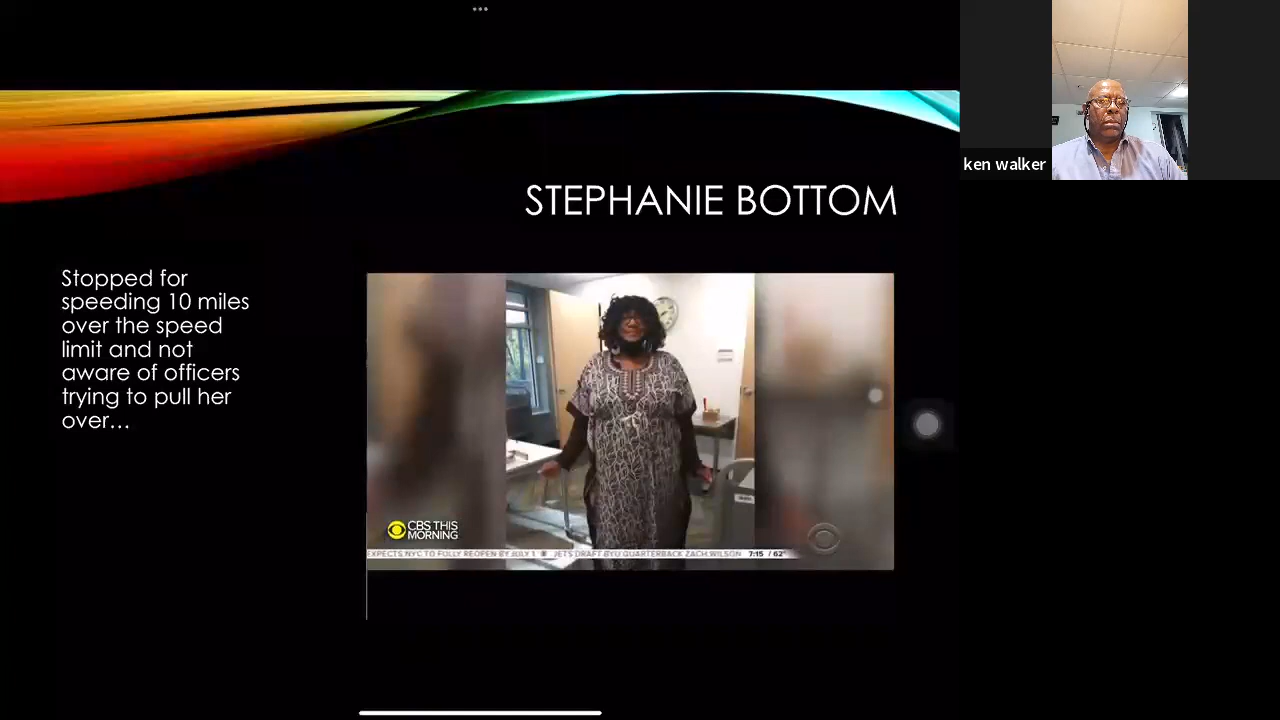 ken walker
STEPHANIE BOTTOM
Stopped for
speeding 10 miles
over the speed
limit and not
aware of officers
trying to pull her
over...
CBS THIS
MORNING
EXPECTS NYC TO FULLY REOPEN BY JULY 1 JETS DRAFT BYU QUARTERBACK ZACH WILSON 7:15 / 62°